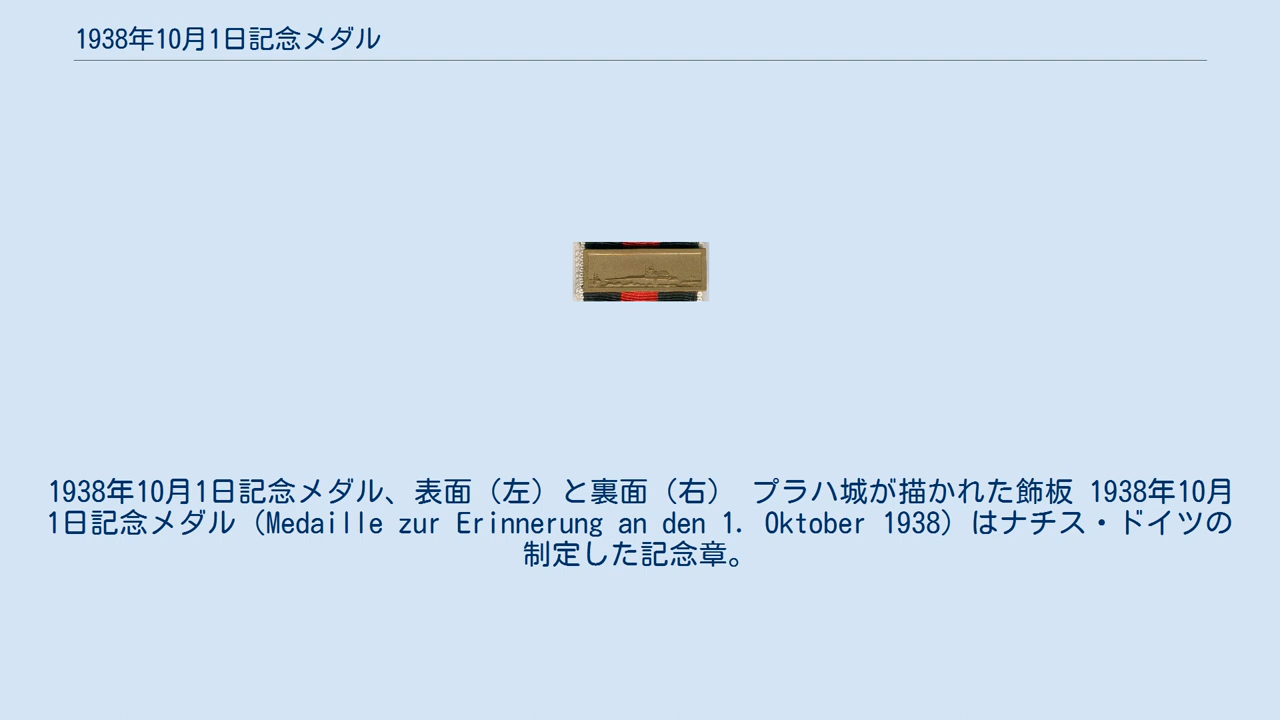 1938年10月1日記念メダル
1938年10月1日記念メダル、表面（左）と裏面（右） プラハ城が描かれた飾板 1938年10月
1日記念メダル（Medaille zur Erinnerung an den 1. Oktober 1938）はナチス・ドイツの
制定した記念章。